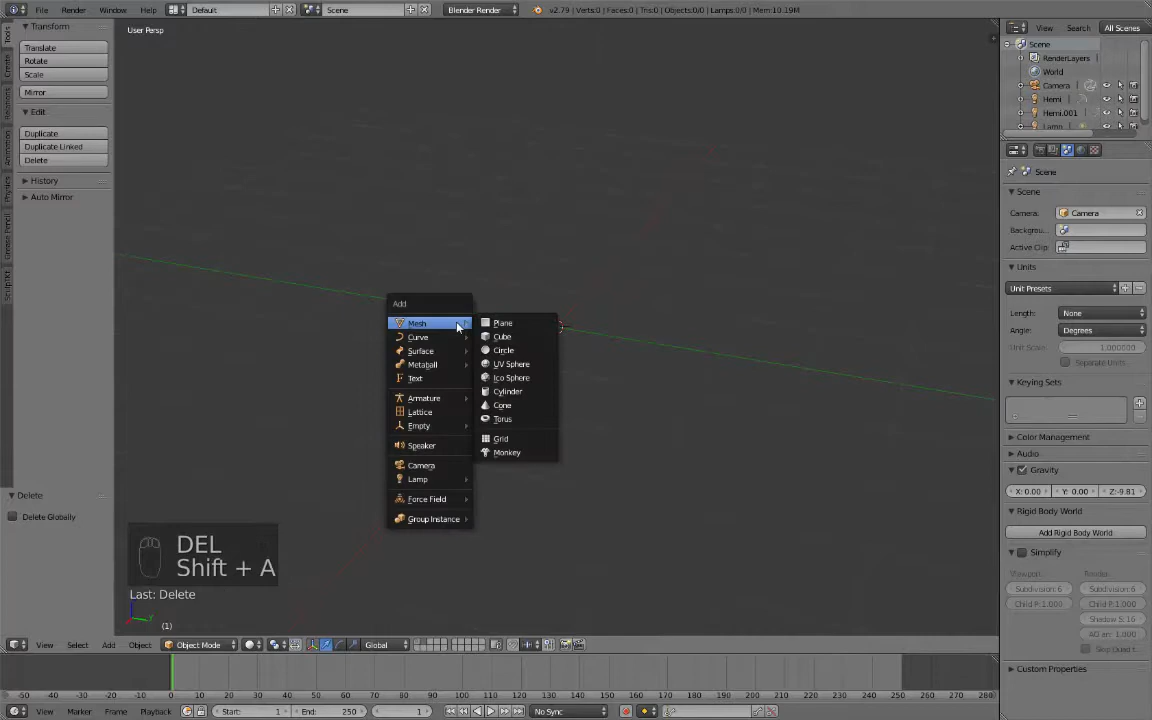 File Render Window Help Default Scene Blender Render v2.79 | Verts:0 | Faces:0 | Tris:0 | Objects:0/0 | Lamps:0/0 | Mem:10.19M
View Search All Scenes
User Persp
Transform
Translate
Rotate
Scale
Mirror
Edit
Duplicate
Duplicate Linked
Delete
History
Auto Mirror
Tools
Create
Relations
Animation
Physics
Grease Pencil
Delete
Delete Globally
Add
Mesh
Curve
Surface
Metaball
Text
Armature
Lattice
Empty
Speaker
Camera
Lamp
Force Field
Group Instance
Plane
Cube
Circle
UV Sphere
Ico Sphere
Cylinder
Cone
Torus
Grid
Monkey
DEL
Shift + A
Last: Delete
(1)
Scene
RenderLayers
World
Camera
Hemi
Hemi.001
Lamp
Scene
Scene
Camera: Camera
Backgrou...
Active Clip:
Units
Unit Presets
Length: None
Angle: Degrees
Unit Scale: 1.000000
Separate Units
Keying Sets
Color Management
Audio
Gravity
X: 0.00 Y: 0.00 Z:-9.81
Rigid Body World
Add Rigid Body World
Simplify
Viewport: Render:
Subdivision:6 Subdivision:6
Child P:1.000 Child P:1.000
Shadow S: 16
AO an: 1.000
Skip Quad t
Custom Properties
View Select Add Object Object Mode Global
-50 -40 -30 -20 -10 0 10 20 30 40 50 60 70 80 90 100 110 120 130 140 150 160 170 180 190 200 210 220 230 240 250 260 270 280
View Marker Frame Playback Start: 1 End: 250 1 No Sync